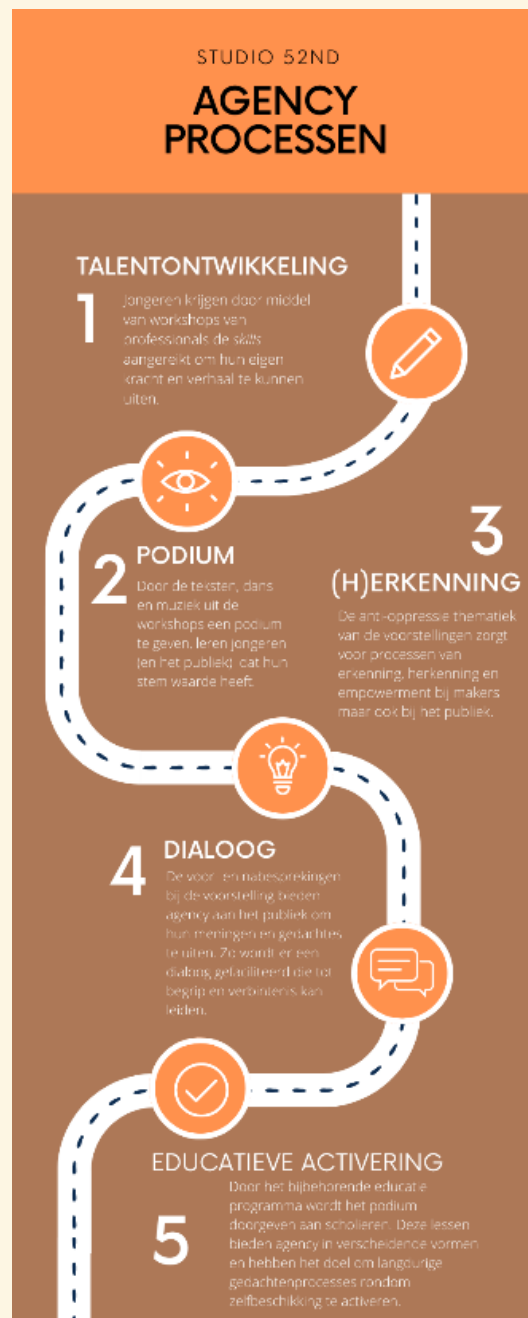 STUDIO 52ND
AGENCY
PROCESSEN
TALENTONTWIKKELING
1
Jongeren krijgen door middel
van workshops van
professionals de skills
aangereikt om hun eigen
kracht en verhaal te kunnen
uiten.
2
PODIUM
Door de teksten, dans
en muziek uit de
workshops een podium
te geven, leren jongeren
(en het publiek) dat hun
stem waarde heeft.
3
(H)ERKENNING
De anti-oppressie thematiek
van de voorstellingen zorgt
voor processen van
erkenning, herkenning en
empowerment bij makers
maar ook bij het publiek.
4
DIALOOG
De voor- en nabesprekingen
bij de voorstelling bieden
agency aan het publiek om
hun meningen en gedachtes
te uiten. Zo wordt er een
dialoog gefaciliteerd die tot
begrip en verbintenis kan
leiden.
EDUCATIEVE ACTIVERING
5
Door het bijbehorende educatie
programma wordt het podium
doorgeven aan scholieren. Deze lessen
bieden agency in verscheidende vormen
en hebben het doel om langdurige
gedachtenprocesses rondom
zelfbeschikking te activeren.